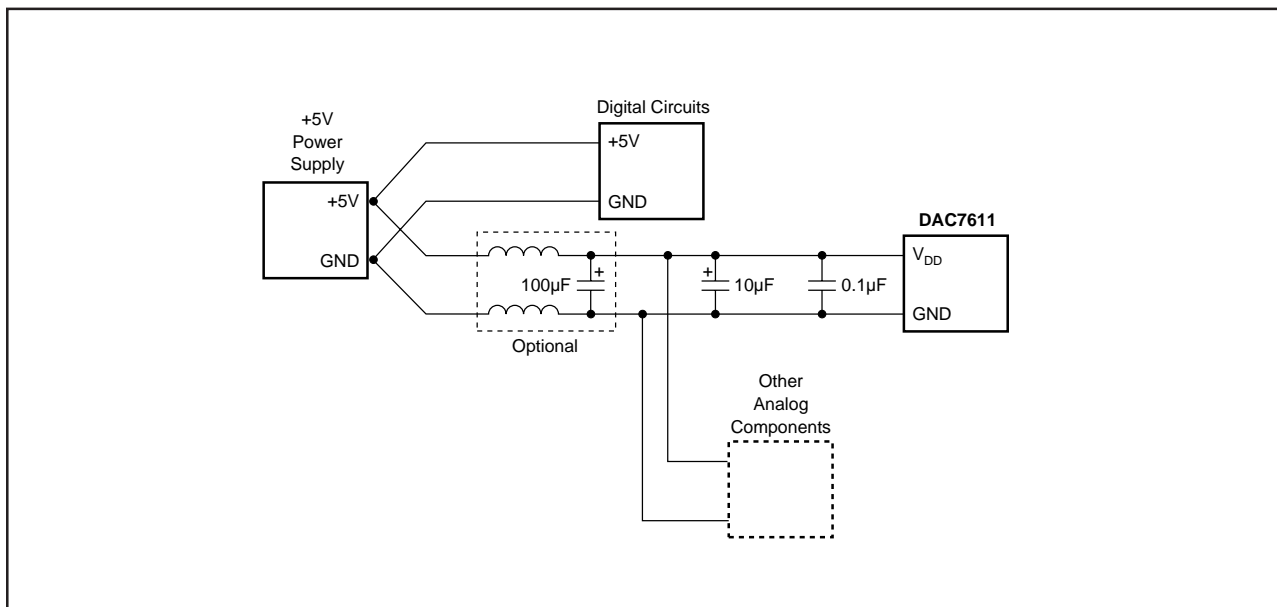 Digital Circuits
+5V
GND
+5V
Power
Supply
+5V
GND
DAC7611
VDD
GND
100µF
+
+
10µF
0.1µF
Optional
Other
Analog
Components